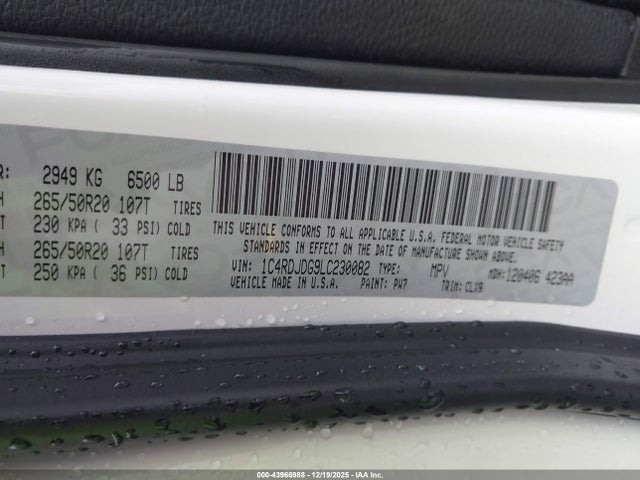 R: 2949 KG 6500 LB
H 265/50R20 107T TIRES
T 230 KPA ( 33 PSI) COLD
H 265/50R20 107T TIRES
T 250 KPA ( 36 PSI) COLD
THIS VEHICLE CONFORMS TO ALL APPLICABLE U.S.A. FEDERAL MOTOR VEHICLE SAFETY
STANDARDS IN EFFECT ON THE DATE OF MANUFACTURE SHOWN ABOVE.
VIN: 1C4RDJDG9LC230082 TYPE: MPV MDH: 120406 423AA
VEHICLE MADE IN U.S.A. PAINT: PW7 TRIM: CLX9
000-43966988 - 12/19/2025 - IAA Inc.